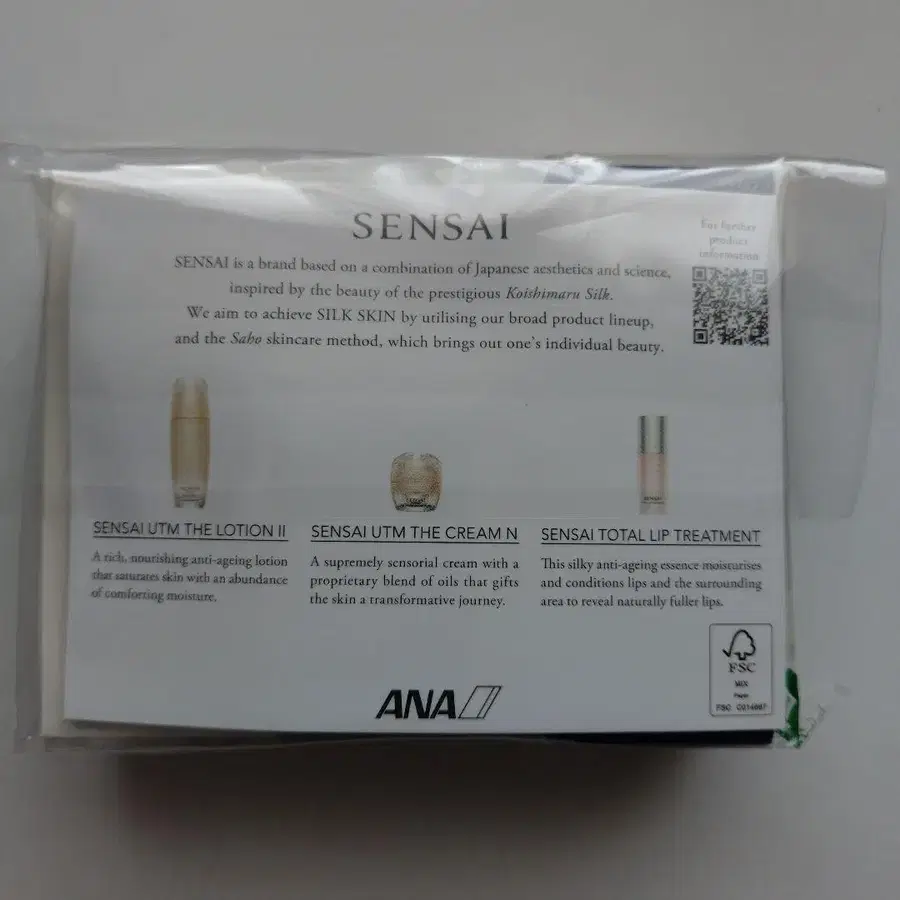 SENSAI
SENSAI is a brand based on a combination of Japanese aesthetics and science,
inspired by the beauty of the prestigious Koishimaru Silk.
We aim to achieve SILK SKIN by utilising our broad product lineup,
and the Saho skincare method, which brings out one's individual beauty.
For further
product
information
SENSAI UTM THE LOTION II
A rich, nourishing anti-ageing lotion
that saturates skin with an abundance
of comforting moisture.
SENSAI UTM THE CREAM N
A supremely sensorial cream with a
proprietary blend of oils that gifts
the skin a transformative journey.
SENSAI TOTAL LIP TREATMENT
This silky anti-ageing essence moisturises
and conditions lips and the surrounding
area to reveal naturally fuller lips.
FSC
MIX
Paper
ANA